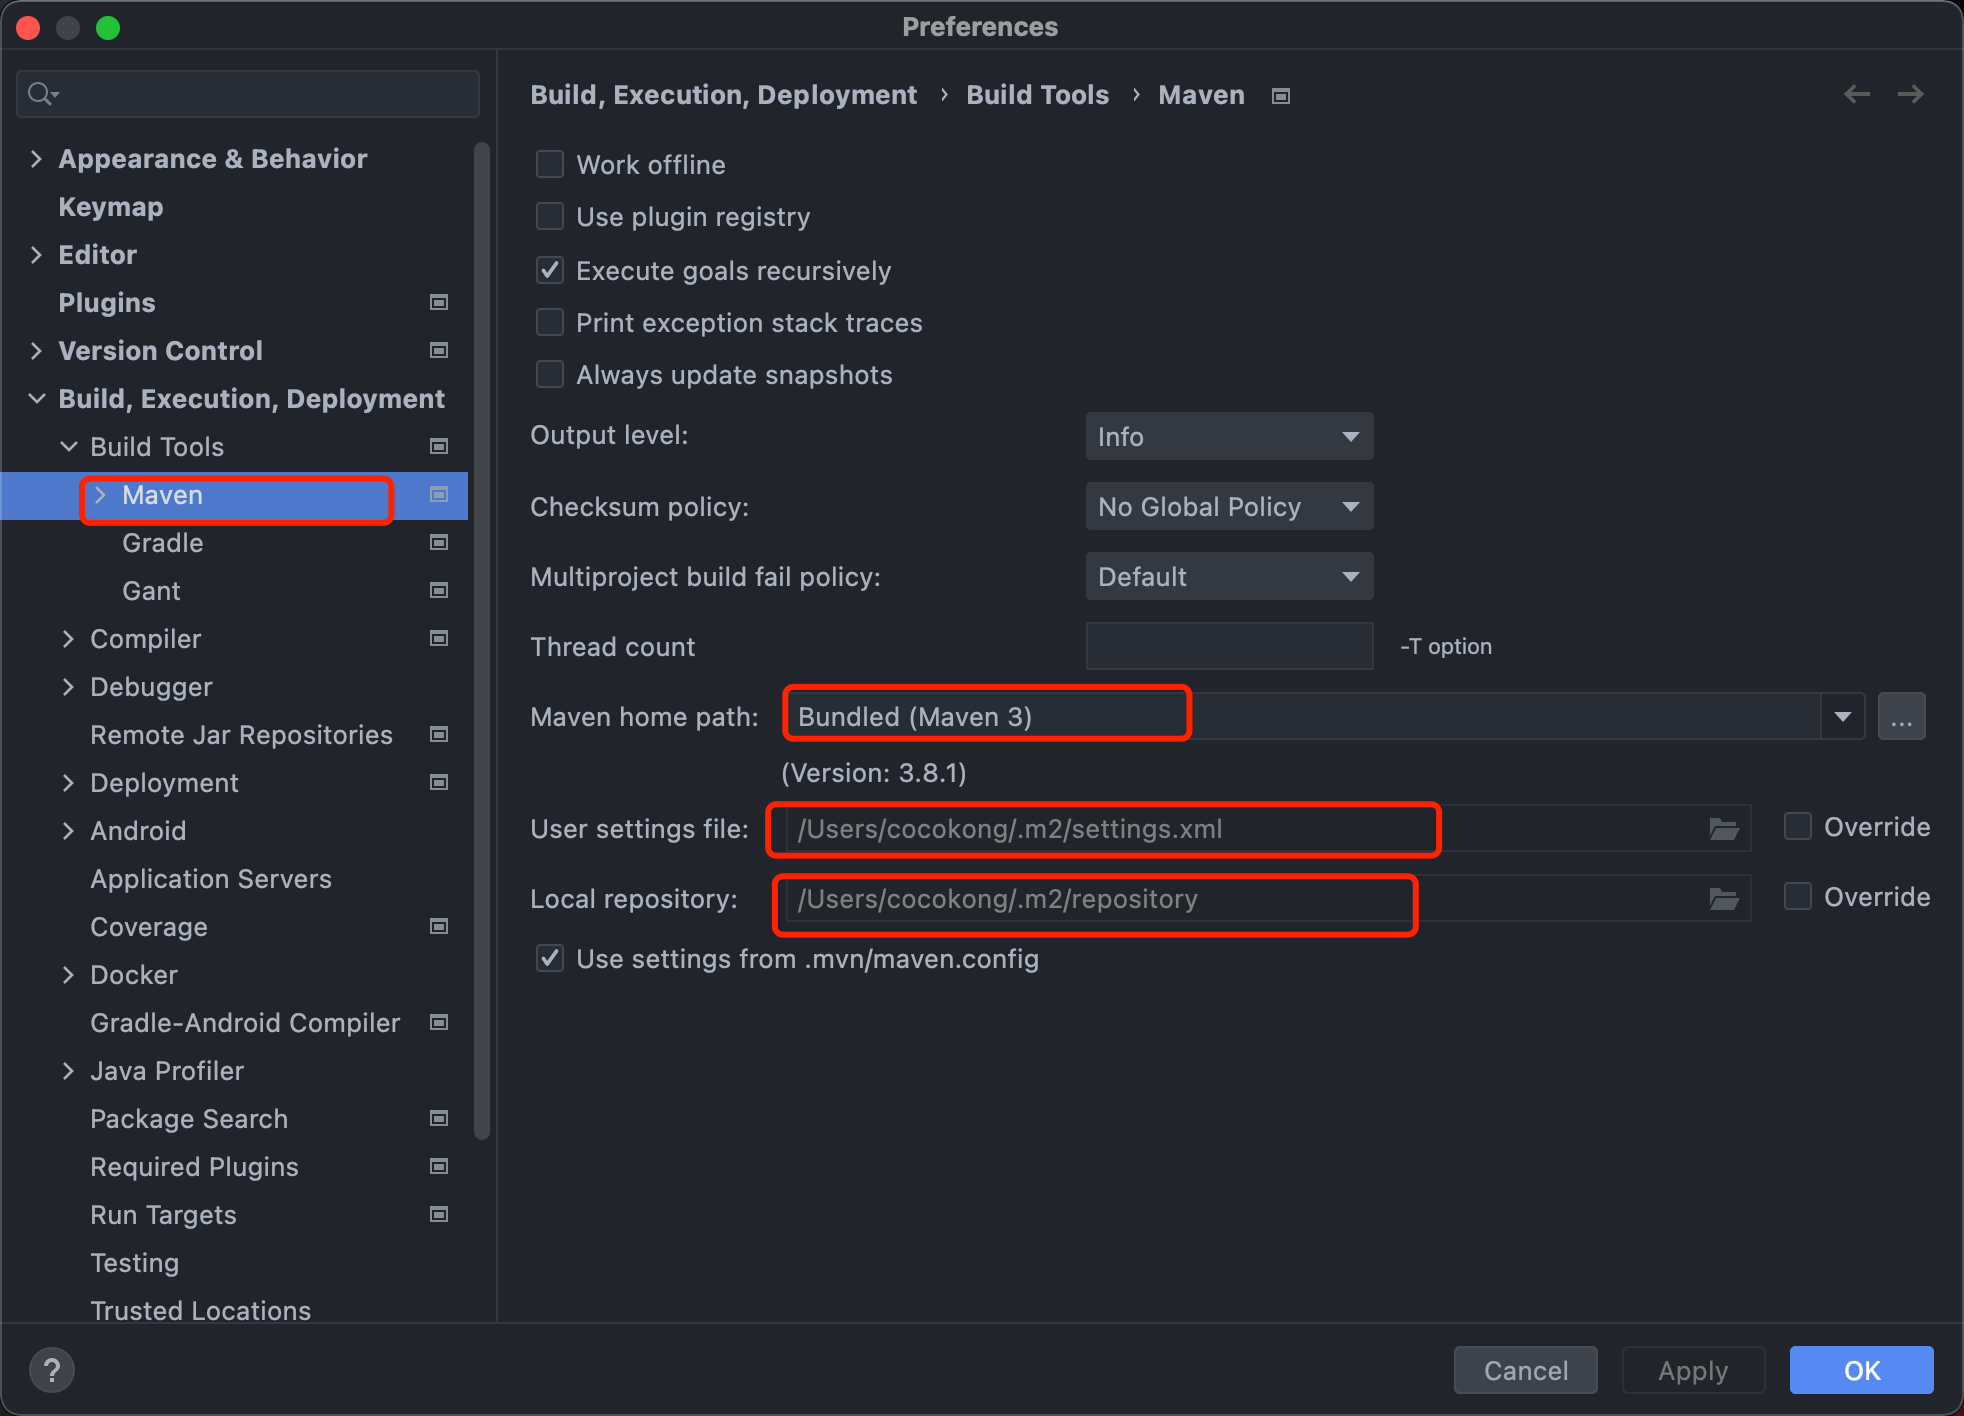 Preferences
Appearance & Behavior
Keymap
Editor
Plugins
Version Control
Build, Execution, Deployment
Build Tools
Maven
Gradle
Gant
Compiler
Debugger
Remote Jar Repositories
Deployment
Android
Application Servers
Coverage
Docker
Gradle-Android Compiler
Java Profiler
Package Search
Required Plugins
Run Targets
Testing
Trusted Locations
Build, Execution, Deployment › Build Tools › Maven
Work offline
Use plugin registry
Execute goals recursively
Print exception stack traces
Always update snapshots
Output level: Info
Checksum policy: No Global Policy
Multiproject build fail policy: Default
Thread count -T option
Maven home path: Bundled (Maven 3) ...
(Version: 3.8.1)
User settings file: /Users/cocokong/.m2/settings.xml Override
Local repository: /Users/cocokong/.m2/repository Override
Use settings from .mvn/maven.config
? Cancel Apply OK